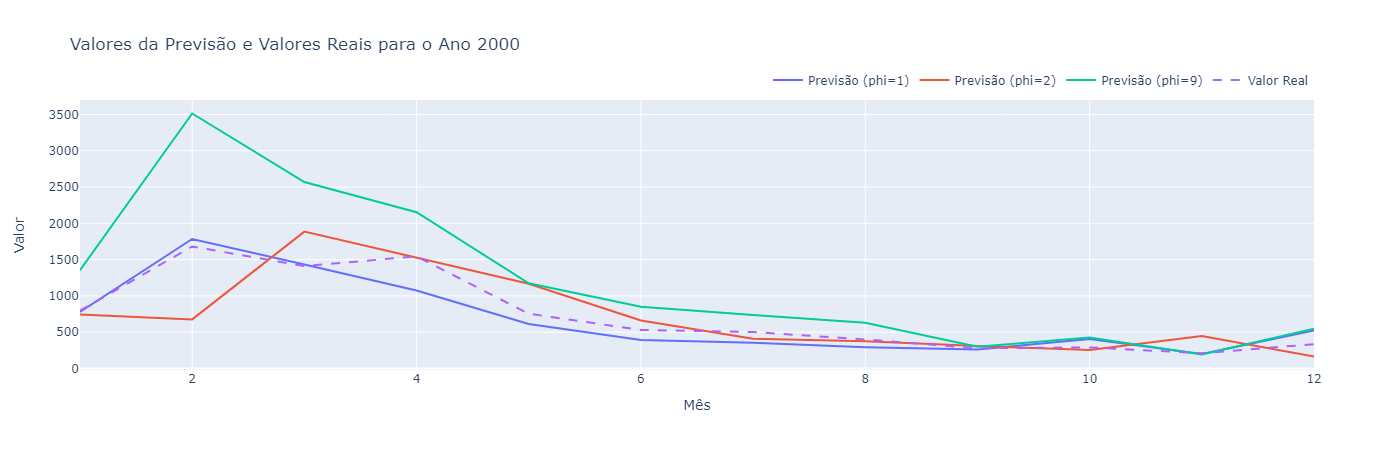 Valores da Previsão e Valores Reais para o Ano 2000
Previsão (phi=1) Previsão (phi=2) Previsão (phi=9) Valor Real
3500
3000
2500
2000
1500
1000
500
0
Valor
2 4 6 8 10 12
Mês